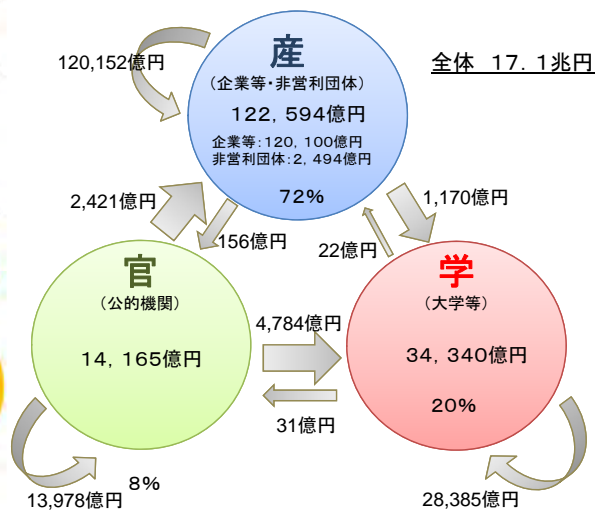 産
120,152億円
全体 17.1兆円
(企業等・非営利団体)
122,594億円
企業等:120,100億円
非営利団体:2,494億円
72%
2,421億円
1,170億円
156億円
22億円
官
学
(公的機関)
(大学等)
4,784億円
14,165億円
34,340億円
20%
31億円
8%
13,978億円
28,385億円